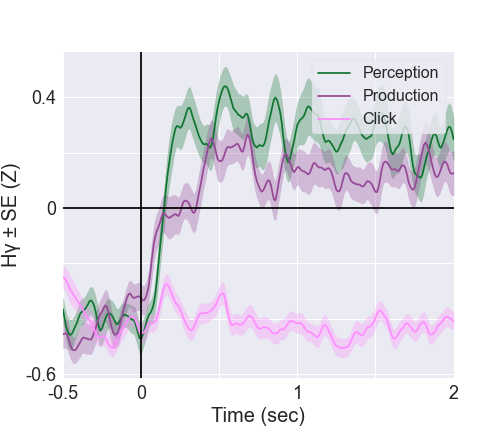 Perception
Production
Click
0.4
0
-0.6
Hγ ± SE (Z)
-0.5
0
1
2
Time (sec)